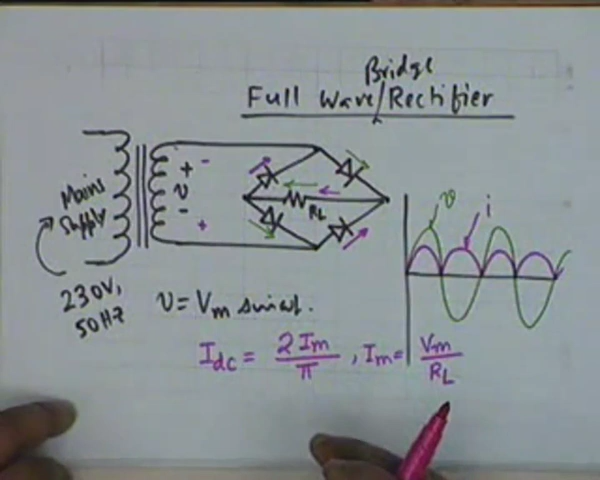 Bridge
Full Wave/Rectifier
Mains
Supply
+ -
v
- +
RL
v i
230V,
50Hz
v = Vm sinωt.
Idc = 2Im/π , Im = Vm/RL